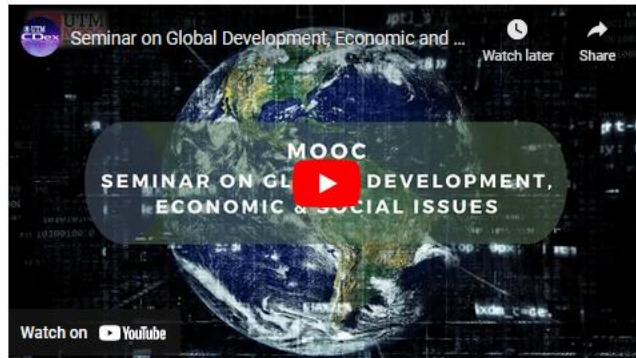 UTM
CDex
Seminar on Global Development, Economic and ...
Watch later
Share
MOOC
SEMINAR ON GL DEVELOPMENT,
ECONOMIC & SOCIAL ISSUES
Watch on YouTube